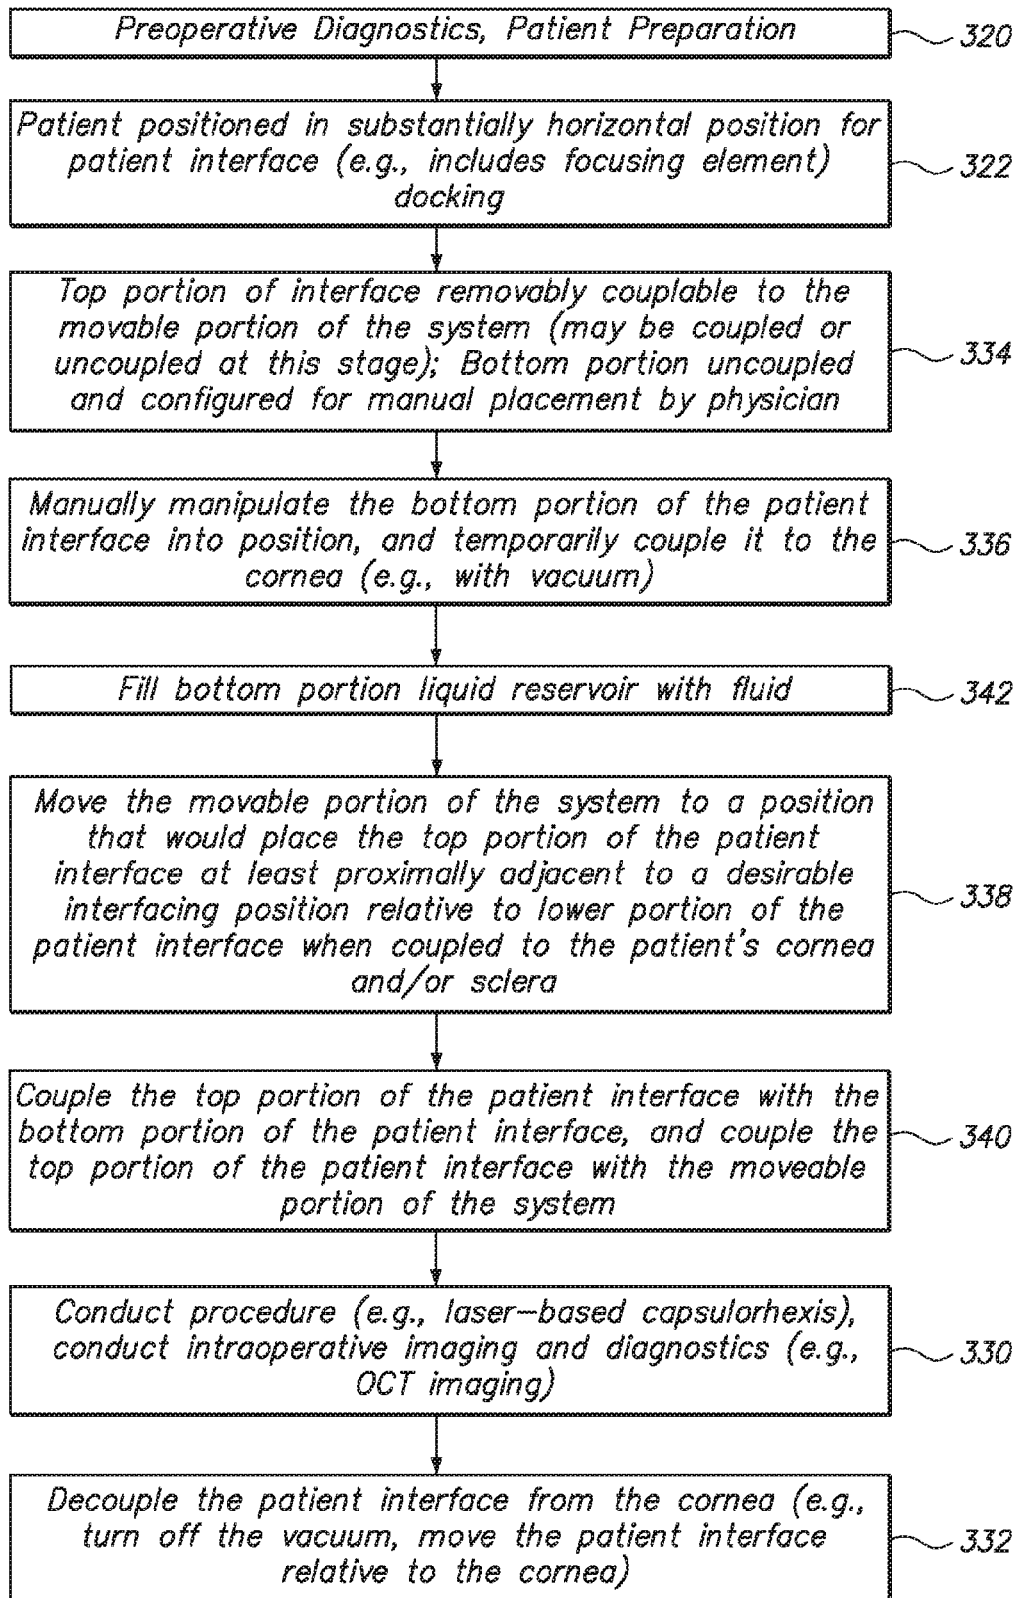 Preoperative Diagnostics, Patient Preparation
320
Patient positioned in substantially horizontal position for
patient interface (e.g., includes focusing element)
docking
322
Top portion of interface removably couplable to the
movable portion of the system (may be coupled or
uncoupled at this stage); Bottom portion uncoupled
and configured for manual placement by physician
334
Manually manipulate the bottom portion of the patient
interface into position, and temporarily couple it to the
cornea (e.g., with vacuum)
336
Fill bottom portion liquid reservoir with fluid
342
Move the movable portion of the system to a position
that would place the top portion of the patient
interface at least proximally adjacent to a desirable
interfacing position relative to lower portion of the
patient interface when coupled to the patient's cornea
and/or sclera
338
Couple the top portion of the patient interface with the
bottom portion of the patient interface, and couple the
top portion of the patient interface with the moveable
portion of the system
340
Conduct procedure (e.g., laser-based capsulorhexis),
conduct intraoperative imaging and diagnostics (e.g.,
OCT imaging)
330
Decouple the patient interface from the cornea (e.g.,
turn off the vacuum, move the patient interface
relative to the cornea)
332